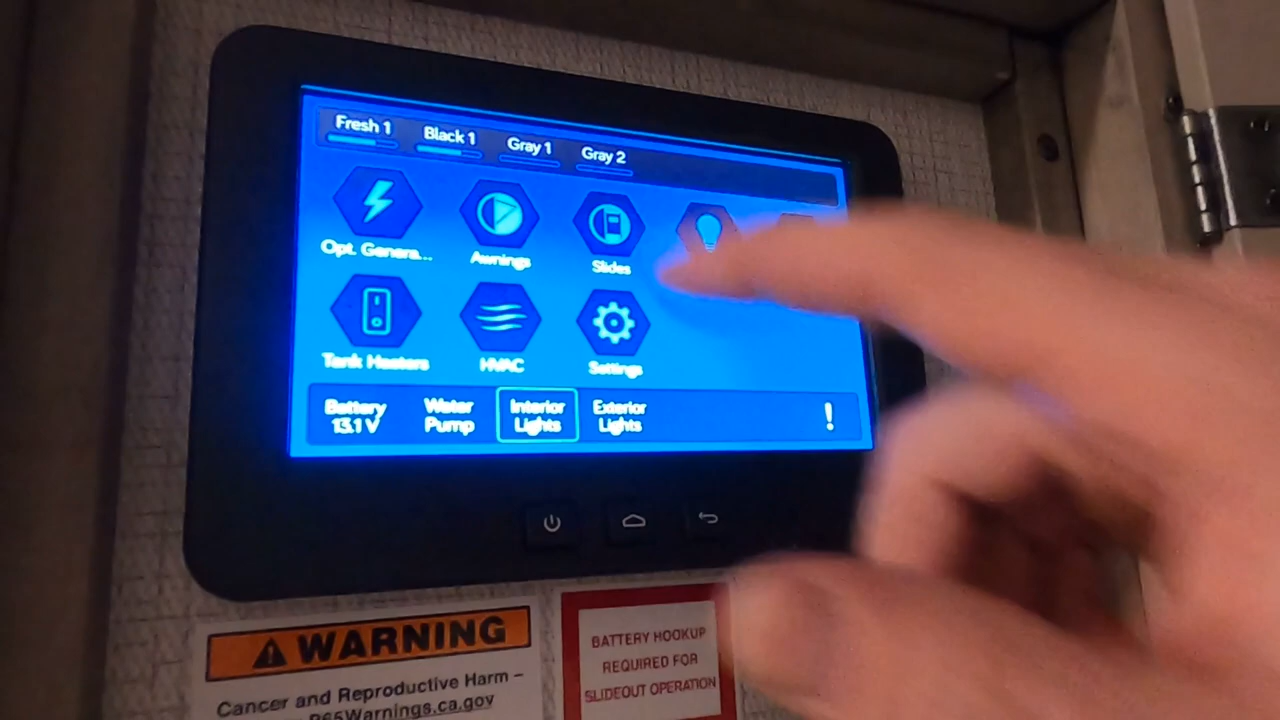 Fresh 1
Black 1
Gray 1
Gray 2
Opt. Genera...
Awnings
Slides
Tank Heaters
HVAC
Settings
Battery
13.1 V
Water
Pump
Interior
Lights
Exterior
Lights
!
WARNING
Cancer and Reproductive Harm –
P65Warnings.ca.gov
BATTERY HOOKUP
REQUIRED FOR
SLIDEOUT OPERATION